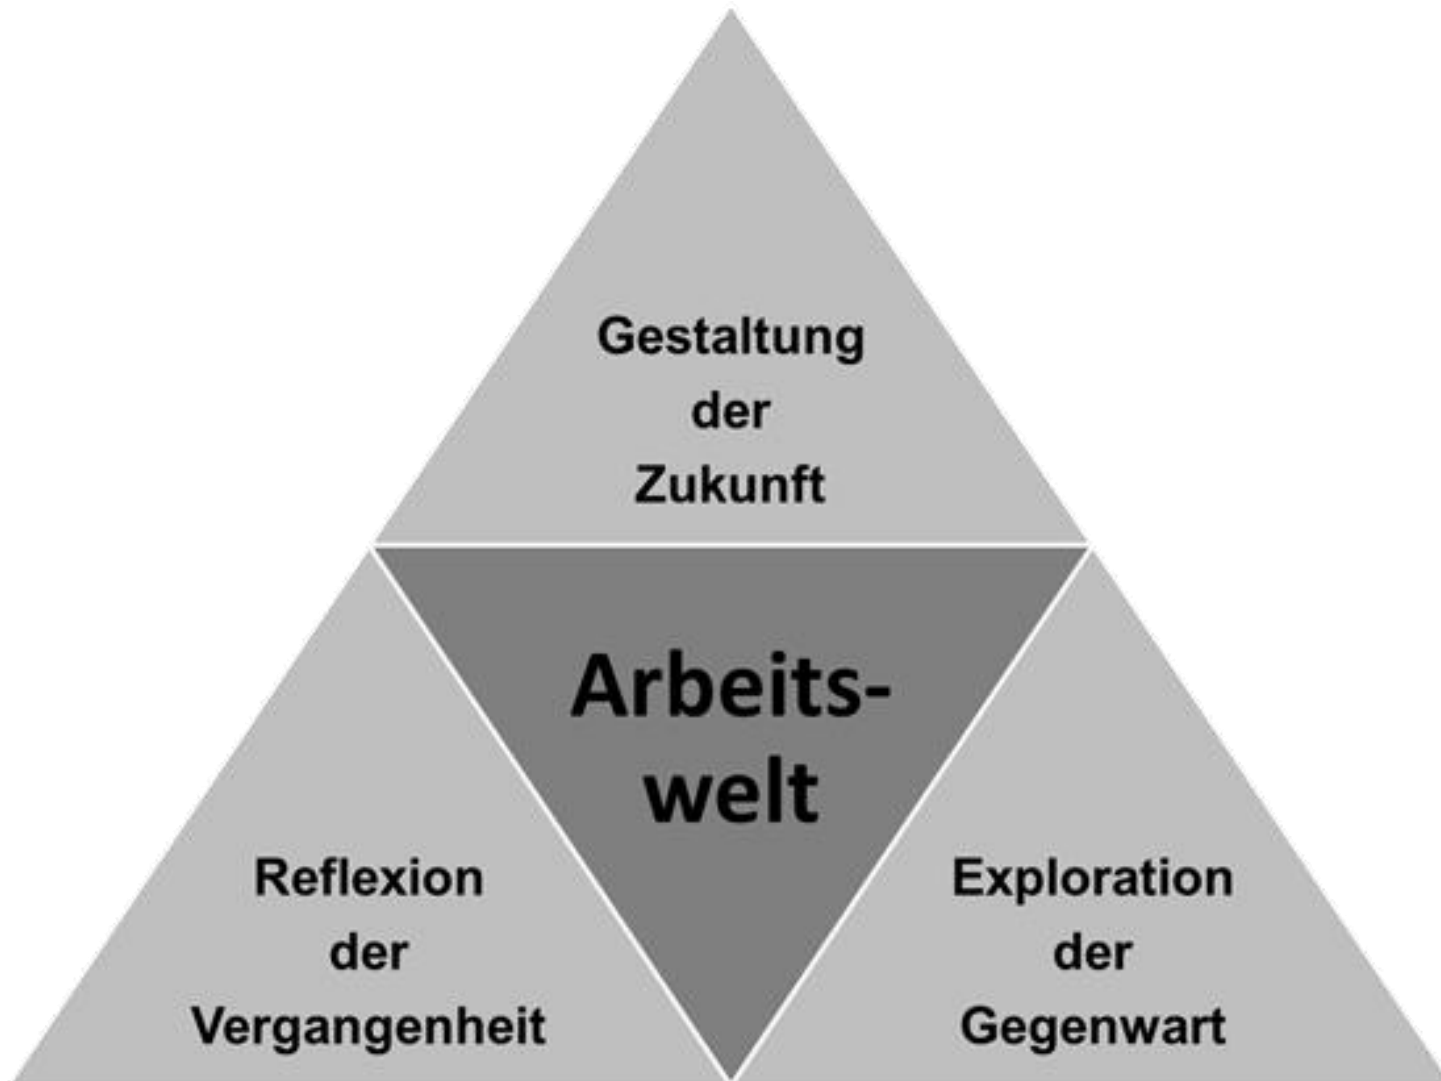 Gestaltung
der
Zukunft
Arbeits-
welt
Reflexion
der
Vergangenheit
Exploration
der
Gegenwart